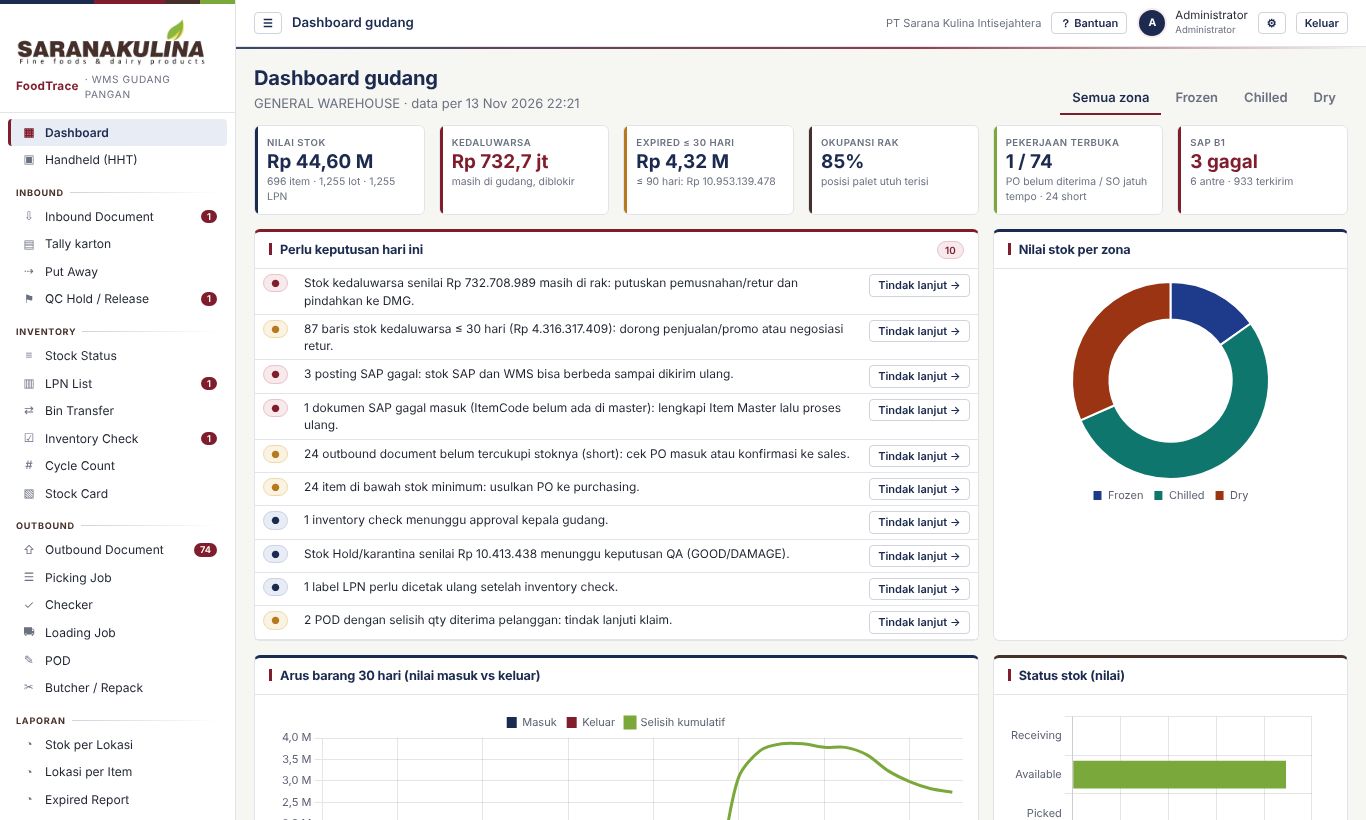 SARANAKULINA
Fine foods & dairy products
FoodTrace · WMS GUDANG PANGAN
Dashboard
Handheld (HHT)
INBOUND
Inbound Document 1
Tally karton
Put Away
QC Hold / Release 1
INVENTORY
Stock Status
LPN List 1
Bin Transfer
Inventory Check 1
Cycle Count
Stock Card
OUTBOUND
Outbound Document 74
Picking Job
Checker
Loading Job
POD
Butcher / Repack
LAPORAN
Stok per Lokasi
Lokasi per Item
Expired Report
Dashboard gudang
PT Sarana Kulina Intisejahtera
? Bantuan
A
Administrator
Administrator
Keluar
Dashboard gudang
GENERAL WAREHOUSE · data per 13 Nov 2026 22:21
Semua zona Frozen Chilled Dry
NILAI STOK
Rp 44,60 M
696 item · 1,255 lot · 1,255
LPN
KEDALUWARSA
Rp 732,7 jt
masih di gudang, diblokir
EXPIRED ≤ 30 HARI
Rp 4,32 M
≤ 90 hari: Rp 10.953.139.478
OKUPANSI RAK
85%
posisi palet utuh terisi
PEKERJAAN TERBUKA
1 / 74
PO belum diterima / SO jatuh
tempo · 24 short
SAP B1
3 gagal
6 antre · 933 terkirim
Perlu keputusan hari ini 10
Stok kedaluwarsa senilai Rp 732.708.989 masih di rak: putuskan pemusnahan/retur dan
pindahkan ke DMG.
Tindak lanjut →
87 baris stok kedaluwarsa ≤ 30 hari (Rp 4.316.317.409): dorong penjualan/promo atau negosiasi
retur.
Tindak lanjut →
3 posting SAP gagal: stok SAP dan WMS bisa berbeda sampai dikirim ulang.
Tindak lanjut →
1 dokumen SAP gagal masuk (ItemCode belum ada di master): lengkapi Item Master lalu proses
ulang.
Tindak lanjut →
24 outbound document belum tercukupi stoknya (short): cek PO masuk atau konfirmasi ke sales.
Tindak lanjut →
24 item di bawah stok minimum: usulkan PO ke purchasing.
Tindak lanjut →
1 inventory check menunggu approval kepala gudang.
Tindak lanjut →
Stok Hold/karantina senilai Rp 10.413.438 menunggu keputusan QA (GOOD/DAMAGE).
Tindak lanjut →
1 label LPN perlu dicetak ulang setelah inventory check.
Tindak lanjut →
2 POD dengan selisih qty diterima pelanggan: tindak lanjuti klaim.
Tindak lanjut →
Nilai stok per zona
Frozen Chilled Dry
Arus barang 30 hari (nilai masuk vs keluar)
Masuk Keluar Selisih kumulatif
4,0 M
3,5 M
3,0 M
2,5 M
Status stok (nilai)
Receiving
Available
Picked